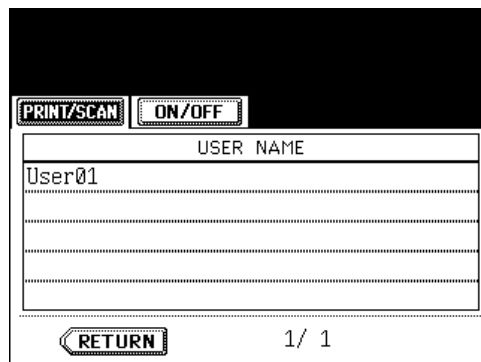 PRINT/SCAN ON/OFF
USER NAME
User01
RETURN 1/ 1